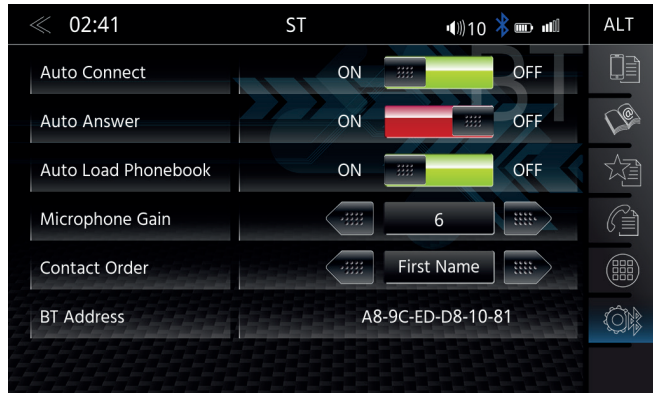 02:41 ST 10 ALT
Auto Connect ON OFF
Auto Answer ON OFF
Auto Load Phonebook ON OFF
Microphone Gain 6
Contact Order First Name
BT Address A8-9C-ED-D8-10-81
BT